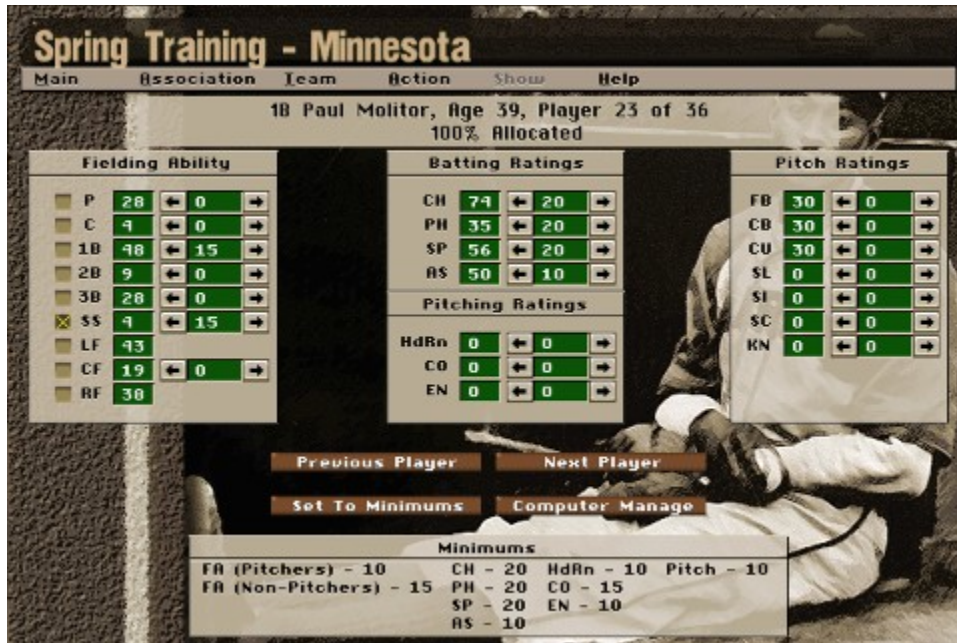 Spring Training - Minnesota
Main Association Team Action Show Help
1B Paul Molitor, Age 39, Player 23 of 36
100% Allocated
Fielding Ability
P 28 0
C 4 0
1B 48 15
2B 9 0
3B 28 0
SS 4 15
LF 43
CF 19 0
RF 38
Batting Ratings
CH 74 20
PH 35 20
SP 56 20
AS 50 10
Pitching Ratings
HdRn 0 0
CO 0 0
EN 0 0
Pitch Ratings
FB 30 0
CB 30 0
CU 30 0
SL 0 0
SI 0 0
SC 0 0
KN 0 0
Previous Player Next Player
Set To Minimums Computer Manage
Minimums
FA (Pitchers) - 10 CH - 20 HdRn - 10 Pitch - 10
FA (Non-Pitchers) - 15 PH - 20 CO - 15
SP - 20 EN - 10
AS - 10